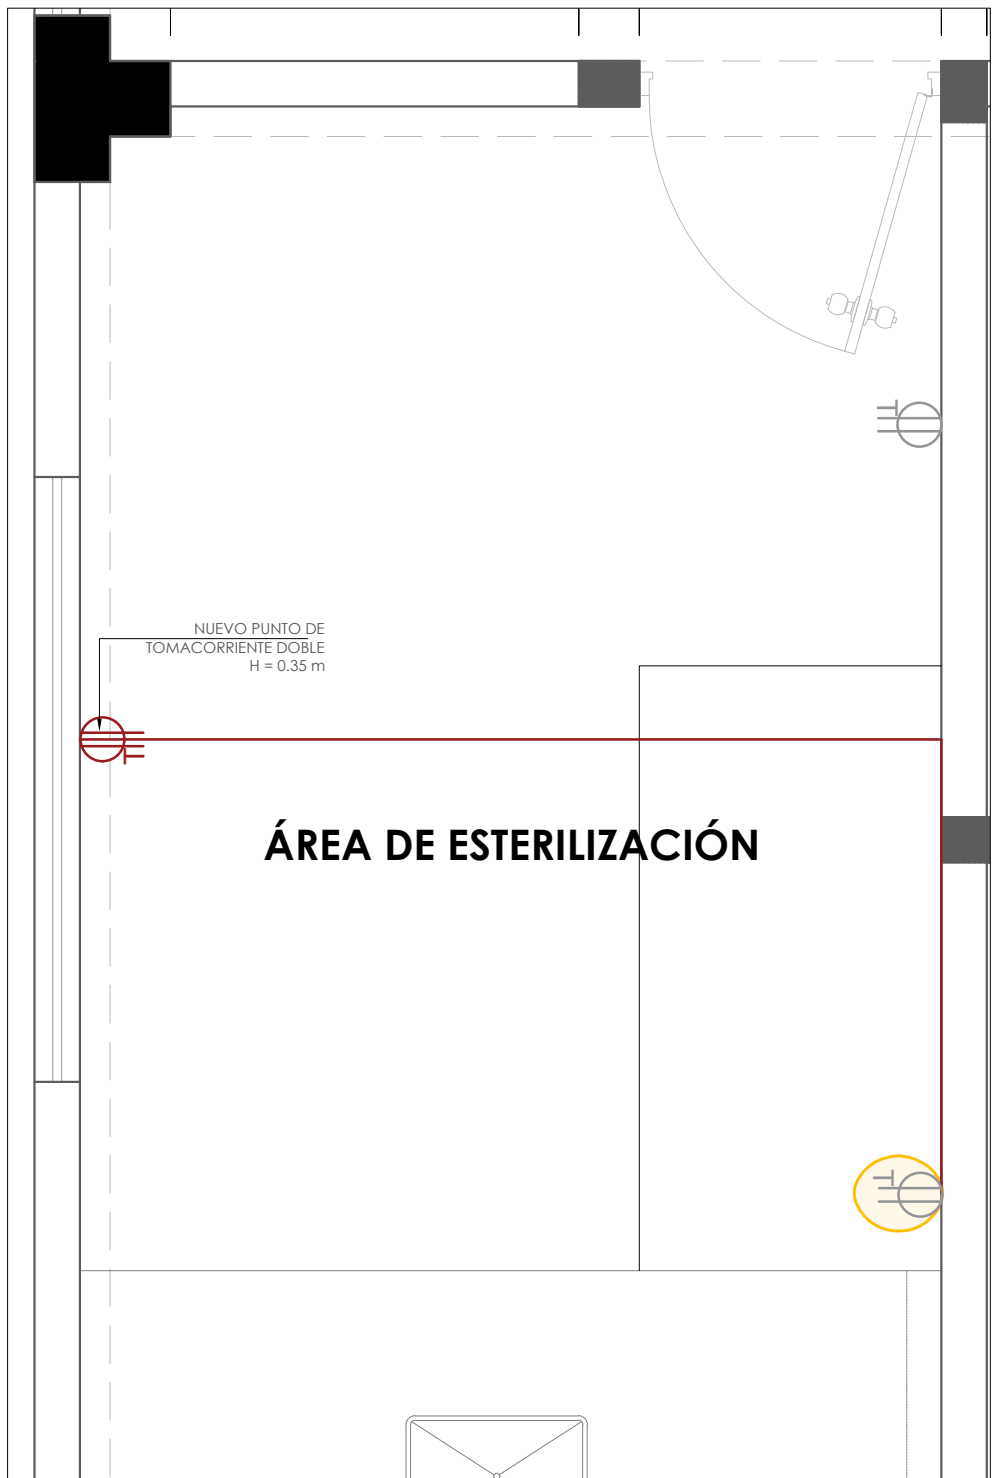 NUEVO PUNTO DE
TOMACORRIENTE DOBLE
H = 0.35 m
ÁREA DE ESTERILIZACIÓN